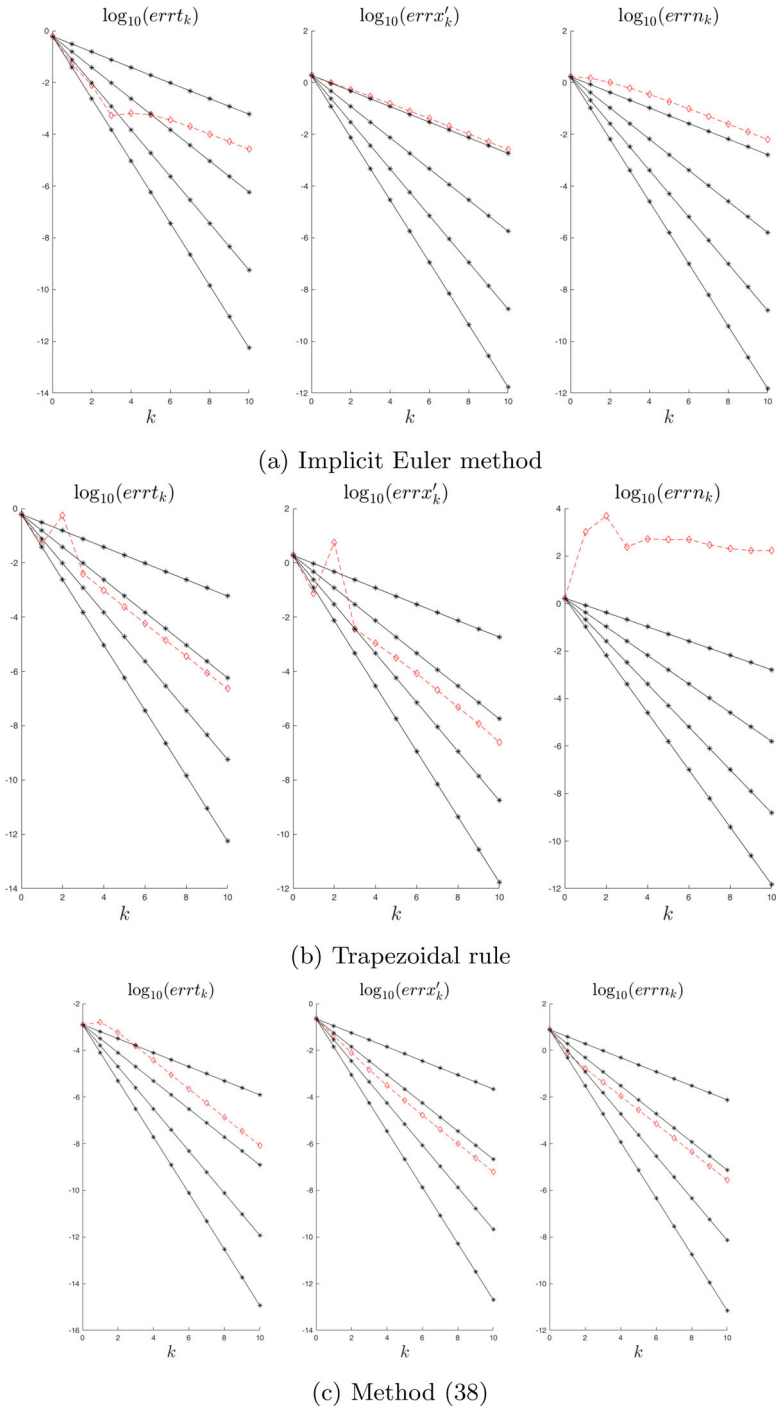 log₁₀(errtₖ) log₁₀(errx′ₖ) log₁₀(errnₖ)
0 2 4
-2 2
-4 0 0
-2
-6 -2
-4
-8 -4
-6
-10 -6
-8
-12 -10 -8
-10
-14 -12 -12
0 2 4 6 8 10 0 2 4 6 8 10 0 2 4 6 8 10
k k k
(a) Implicit Euler method
log₁₀(errtₖ) log₁₀(errx′ₖ) log₁₀(errnₖ)
0 2 4
-2 0 2
-4 -2 0
-6 -4 -2
-8 -6 -4
-10 -8 -6
-12 -10 -8
-10
-14 -12 -12
0 2 4 6 8 10 0 2 4 6 8 10 0 2 4 6 8 10
k k k
(b) Trapezoidal rule
log₁₀(errtₖ) log₁₀(errx′ₖ) log₁₀(errnₖ)
-2 0 2
-4 -2 0
-6 -4 -2
-8 -6 -4
-10 -8 -6
-12 -10 -8
-14 -12 -10
-16 -14 -12
0 2 4 6 8 10 0 2 4 6 8 10 0 2 4 6 8 10
k k k
(c) Method (38)